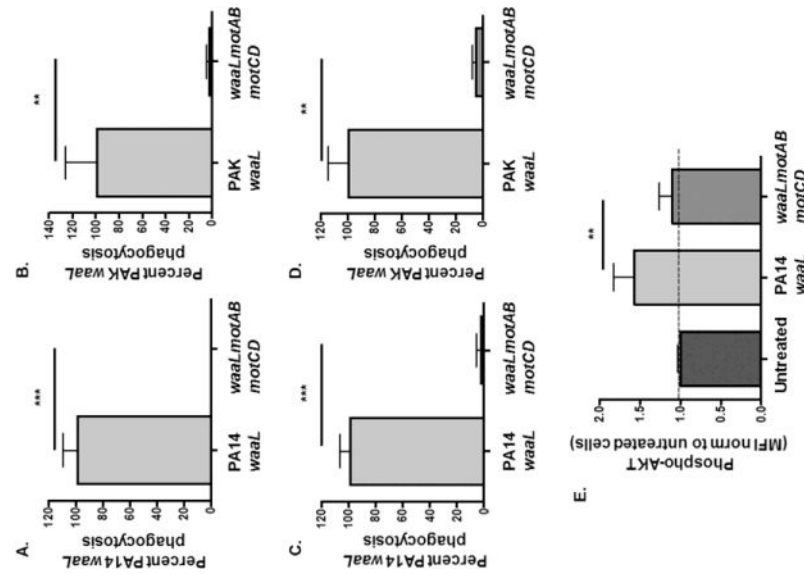 A.
Percent PA14 waaL
phagocytosis
120
100
80
60
40
20
0
***
PA14
waaL
waaLmotAB
motCD
B.
Percent PAK waaL
phagocytosis
140
120
100
80
60
40
20
0
**
PAK
waaL
waaLmotAB
motCD
C.
Percent PA14 waaL
phagocytosis
120
100
80
60
40
20
0
***
PA14
waaL
waaLmotAB
motCD
D.
Percent PAK waaL
phagocytosis
120
100
80
60
40
20
0
**
PAK
waaL
waaLmotAB
motCD
E.
Phospho-AKT
(MFI norm to untreated cells)
2.0
1.5
1.0
0.5
0.0
**
Untreated
PA14
waaL
waaLmotAB
motCD